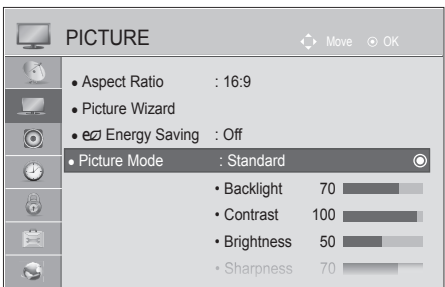 PICTURE
Move OK
• Aspect Ratio : 16:9
• Picture Wizard
• e Energy Saving : Off
• Picture Mode : Standard
• Backlight 70
• Contrast 100
• Brightness 50
• Sharpness 70